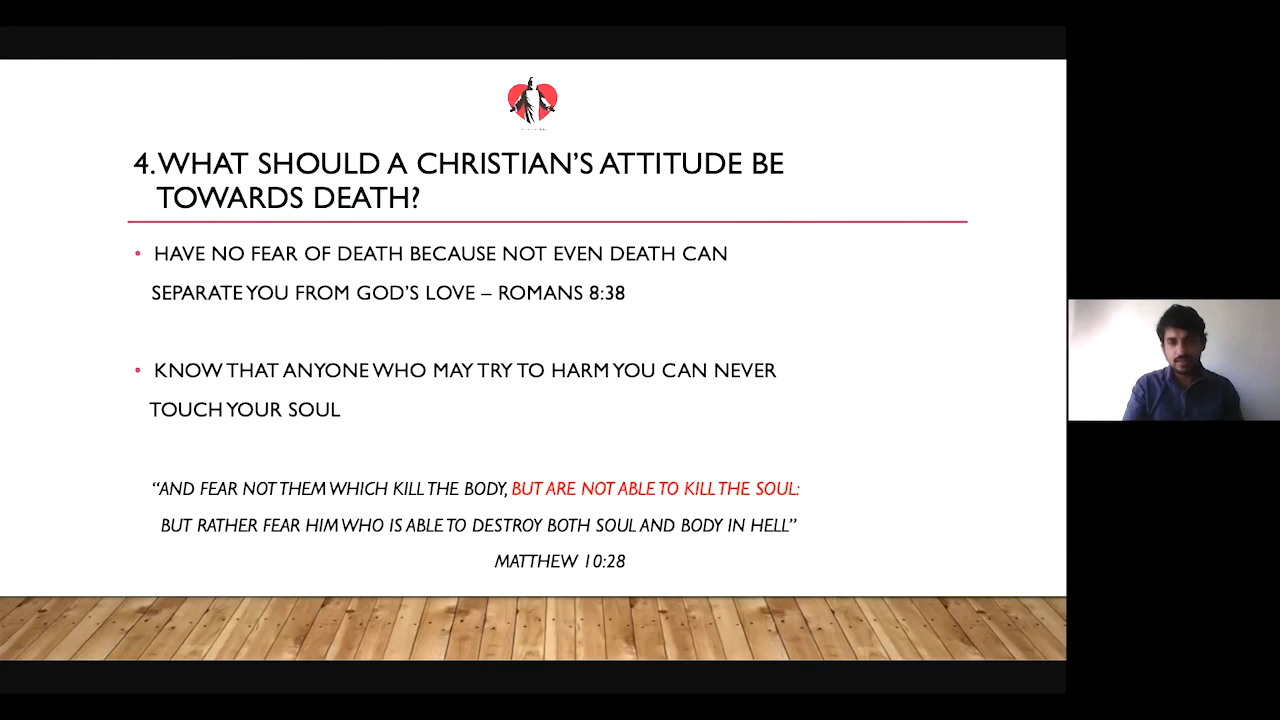 4. WHAT SHOULD A CHRISTIAN'S ATTITUDE BE
TOWARDS DEATH?
• HAVE NO FEAR OF DEATH BECAUSE NOT EVEN DEATH CAN
SEPARATE YOU FROM GOD'S LOVE – ROMANS 8:38
• KNOW THAT ANYONE WHO MAY TRY TO HARM YOU CAN NEVER
TOUCH YOUR SOUL
“AND FEAR NOT THEM WHICH KILL THE BODY, BUT ARE NOT ABLE TO KILL THE SOUL:
BUT RATHER FEAR HIM WHO IS ABLE TO DESTROY BOTH SOUL AND BODY IN HELL”
MATTHEW 10:28